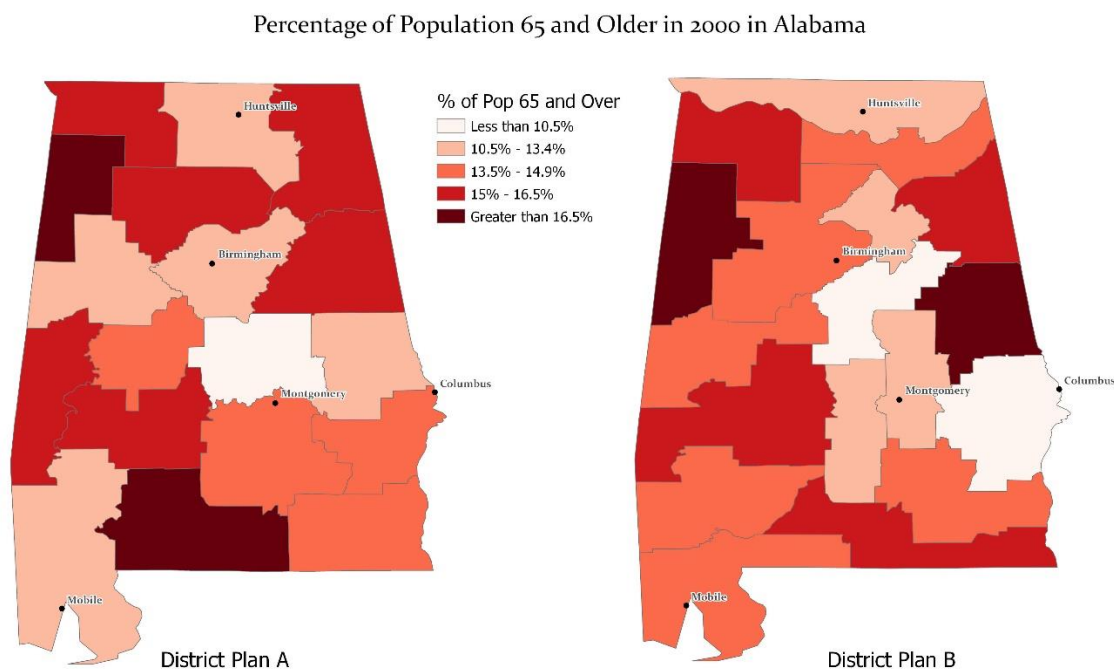 Percentage of Population 65 and Older in 2000 in Alabama
% of Pop 65 and Over
Less than 10.5%
10.5% - 13.4%
13.5% - 14.9%
15% - 16.5%
Greater than 16.5%
Huntsville
Birmingham
Columbus
Montgomery
Mobile
District Plan A
Huntsville
Birmingham
Columbus
Montgomery
Mobile
District Plan B